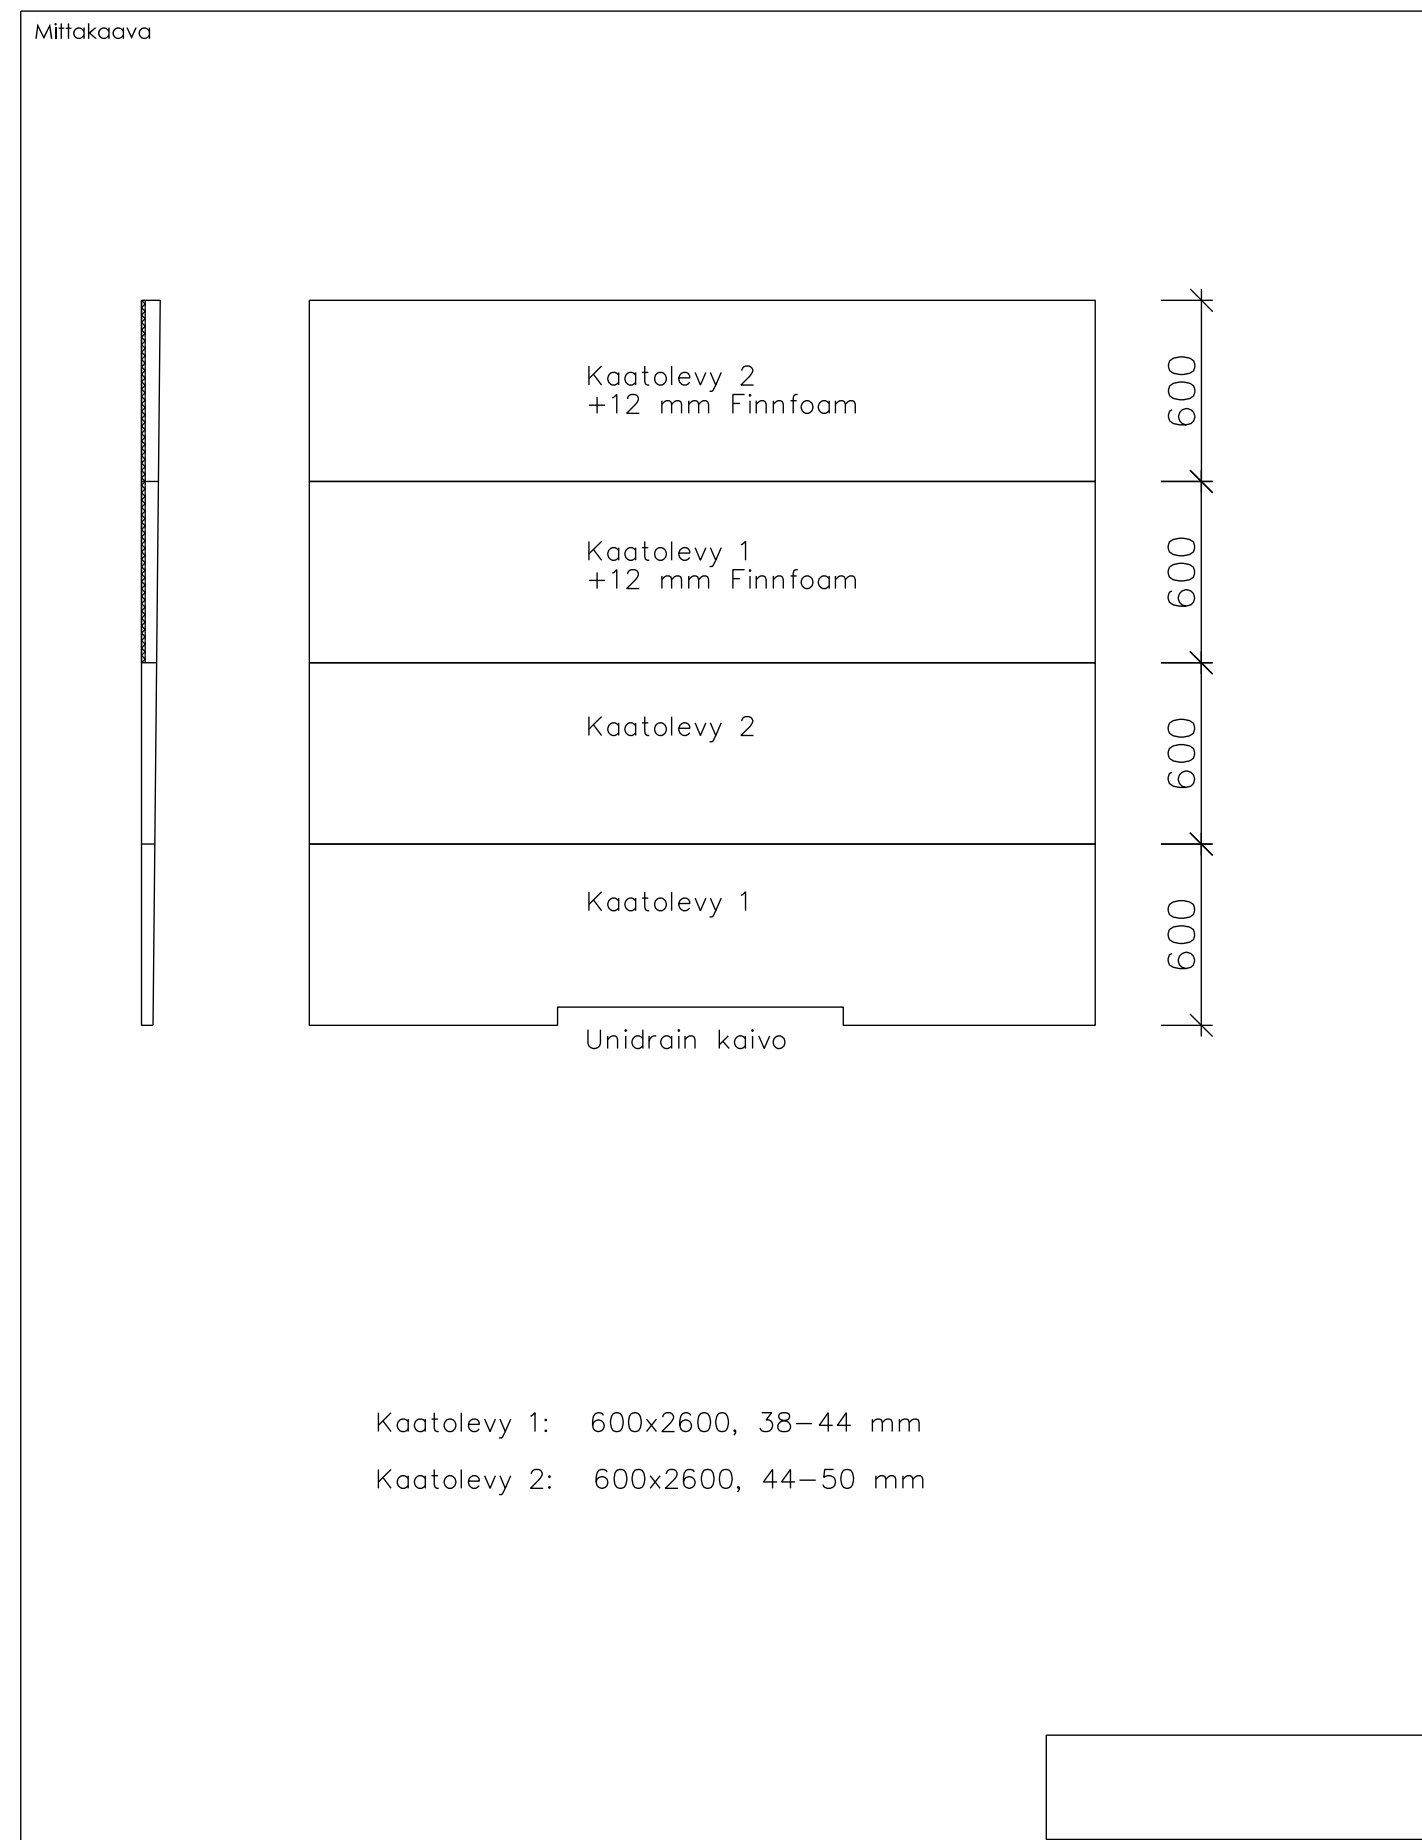 Mittakaava
Kaatolevy 2
+12 mm Finnfoam
600
Kaatolevy 1
+12 mm Finnfoam
600
Kaatolevy 2
600
Kaatolevy 1
600
Unidrain kaivo
Kaatolevy 1: 600x2600, 38-44 mm
Kaatolevy 2: 600x2600, 44-50 mm